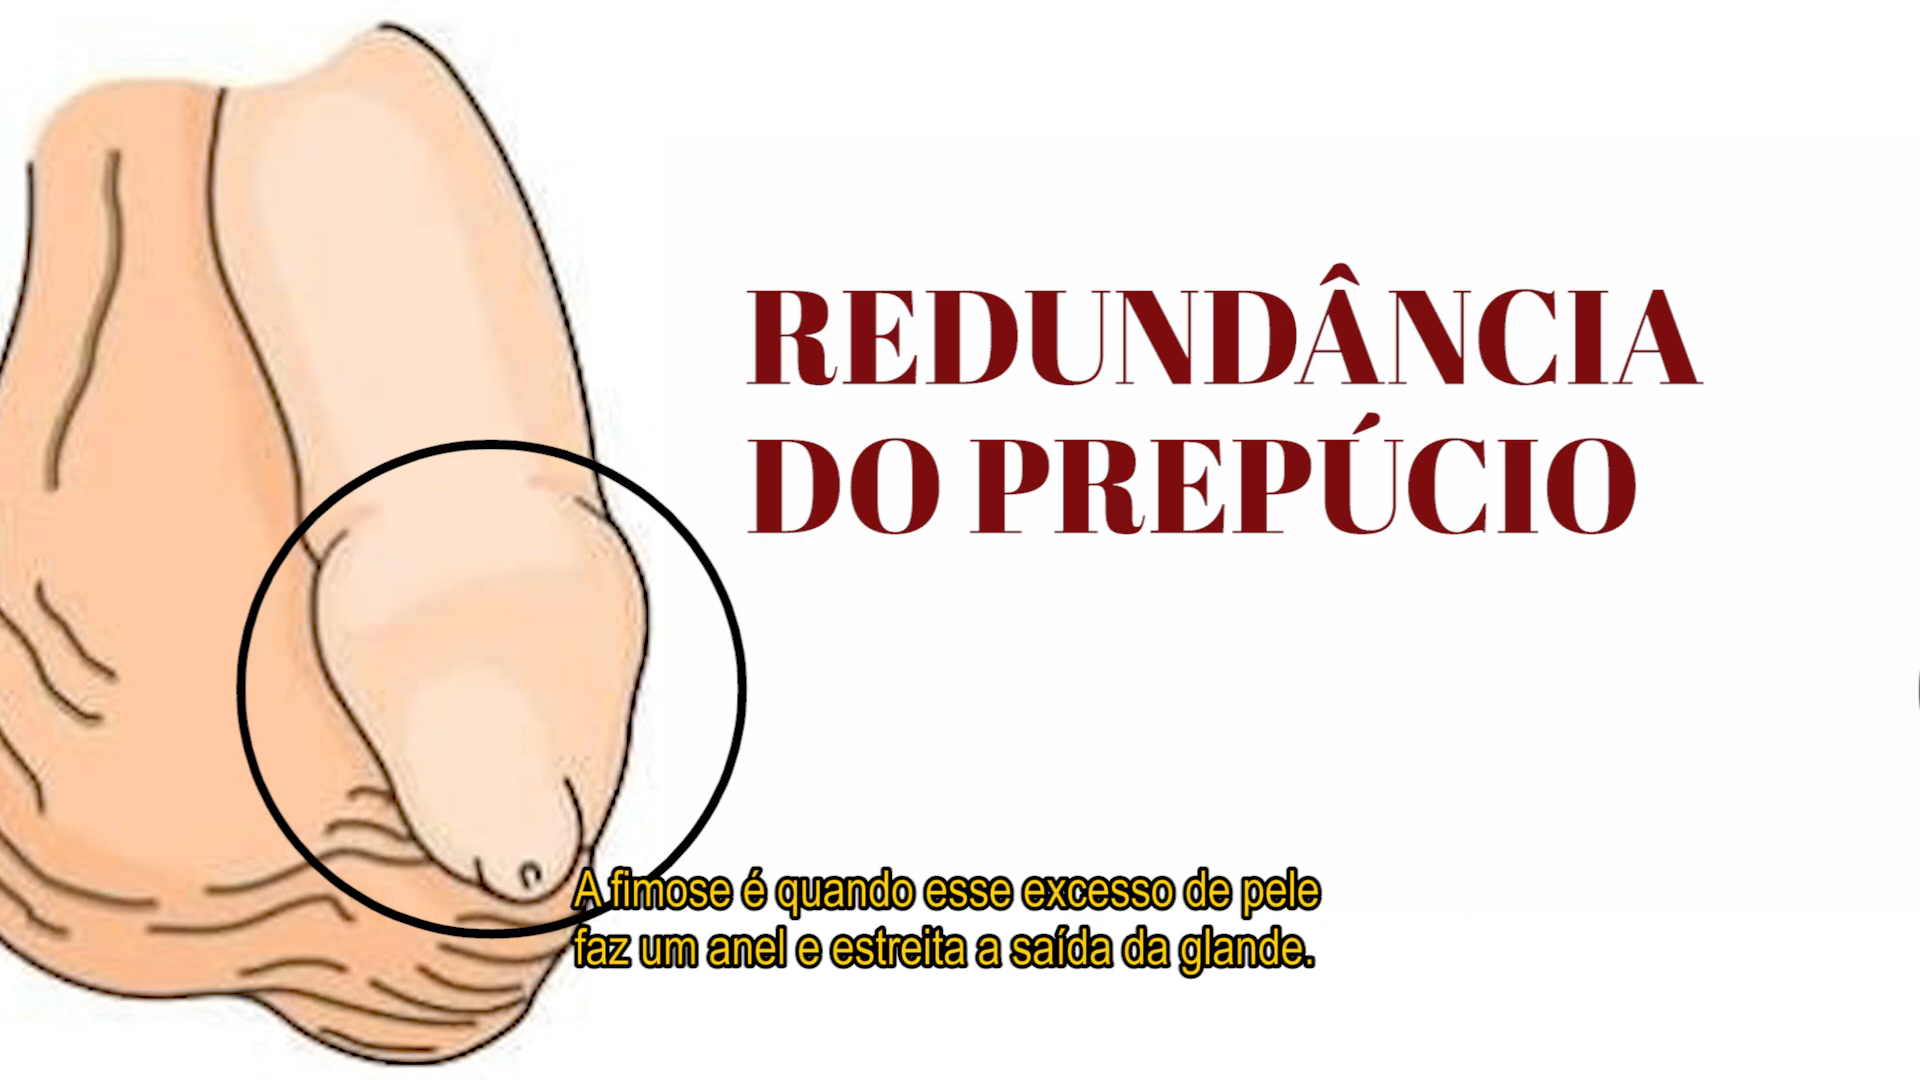 REDUNDÂNCIA
DO PREPÚCIO
A fimose é quando esse excesso de pele
faz um anel e estreita a saída da glande.